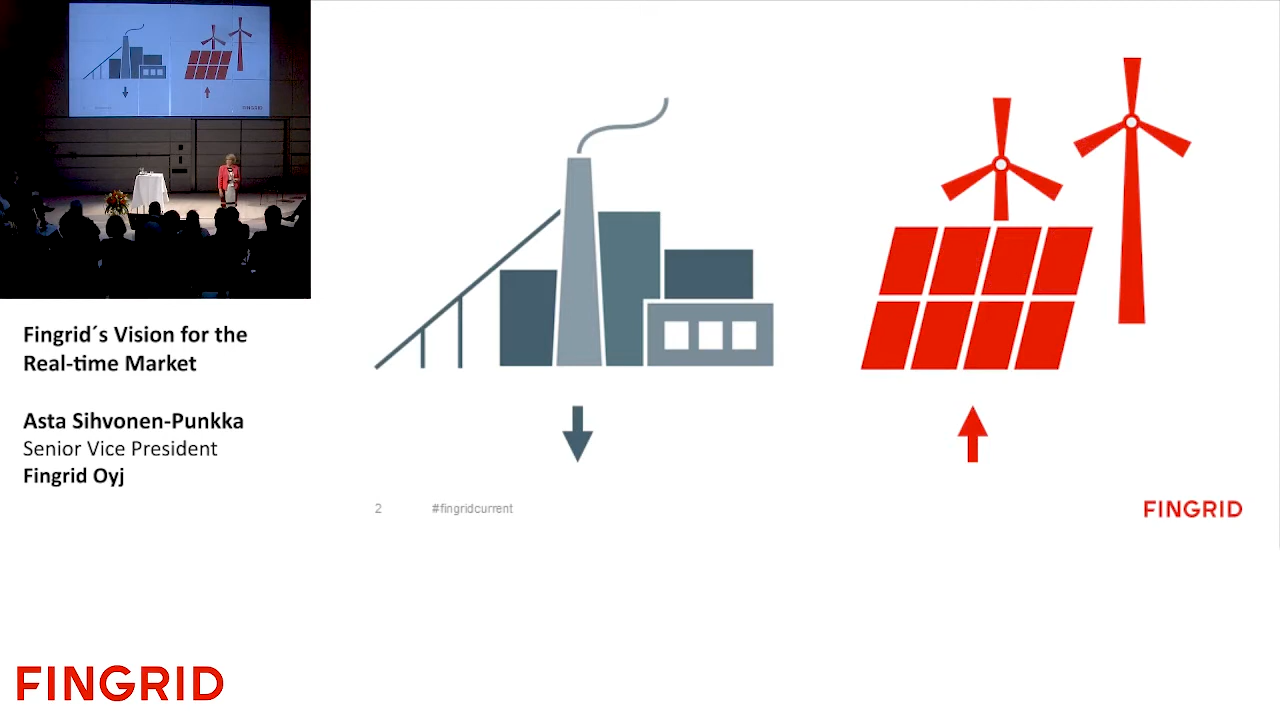 FINGRID
Fingrid´s Vision for the
Real-time Market
Asta Sihvonen-Punkka
Senior Vice President
Fingrid Oyj
2 #fingridcurrent
FINGRID
FINGRID